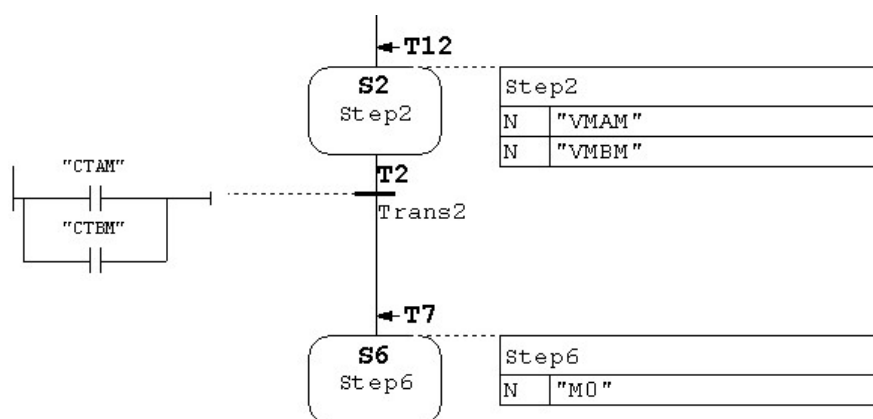 T12
S2
Step2
Step2
N "VMAM"
N "VMBM"
"CTAM"
T2
Trans2
"CTBM"
T7
S6
Step6
Step6
N "M0"